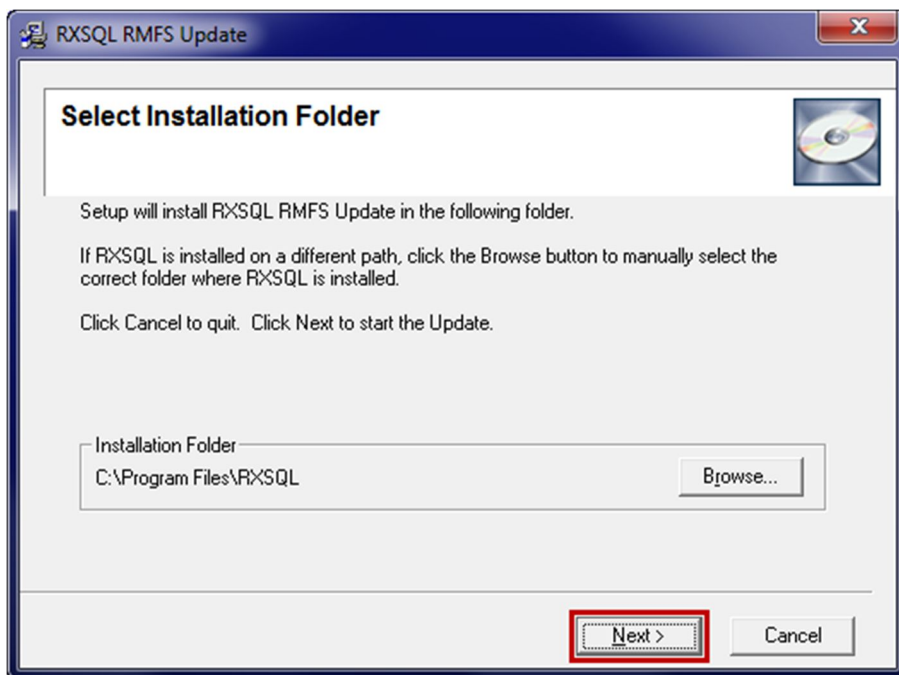 RXSQL RMFS Update
Select Installation Folder
Setup will install RXSQL RMFS Update in the following folder.
If RXSQL is installed on a different path, click the Browse button to manually select the
correct folder where RXSQL is installed.
Click Cancel to quit.  Click Next to start the Update.
Installation Folder
C:\Program Files\RXSQL
Browse...
Next >
Cancel